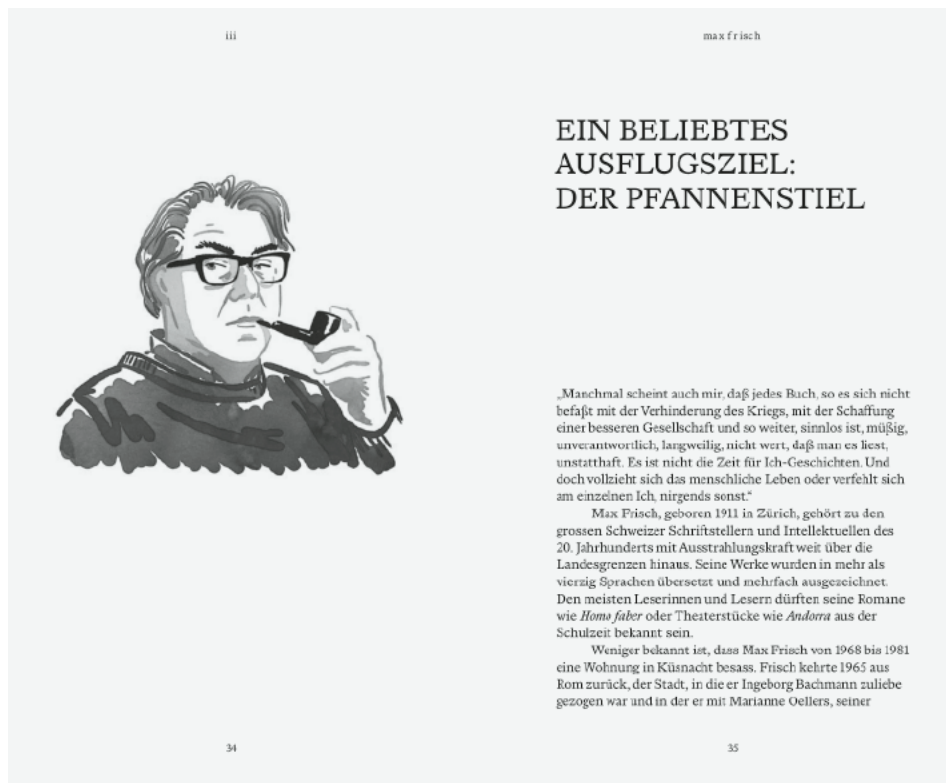 iii
max frisch
EIN BELIEBTES
AUSFLUGSZIEL:
DER PFANNENSTIEL
„Manchmal scheint auch mir, daß jedes Buch, so es sich nicht
befaßt mit der Verhinderung des Kriegs, mit der Schaffung
einer besseren Gesellschaft und so weiter, sinnlos ist, müßig,
unverantwortlich, langweilig, nicht wert, daß man es liest,
unstatthaft. Es ist nicht die Zeit für Ich-Geschichten. Und
doch vollzieht sich das menschliche Leben oder verfehlt sich
am einzelnen Ich, nirgends sonst.“
Max Frisch, geboren 1911 in Zürich, gehört zu den
grossen Schweizer Schriftstellern und Intellektuellen des
20. Jahrhunderts mit Ausstrahlungskraft weit über die
Landesgrenzen hinaus. Seine Werke wurden in mehr als
vierzig Sprachen übersetzt und mehrfach ausgezeichnet.
Den meisten Leserinnen und Lesern dürften seine Romane
wie Homo faber oder Theaterstücke wie Andorra aus der
Schulzeit bekannt sein.
Weniger bekannt ist, dass Max Frisch von 1968 bis 1981
eine Wohnung in Küsnacht besass. Frisch kehrte 1965 aus
Rom zurück, der Stadt, in die er Ingeborg Bachmann zuliebe
gezogen war und in der er mit Marianne Oellers, seiner
34
35